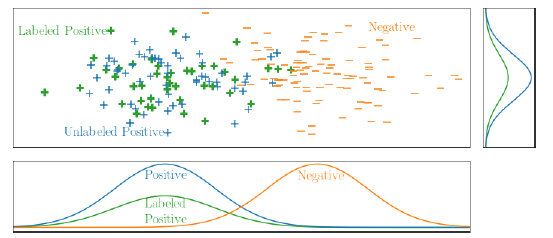 Labeled Positive
Negative
Unlabeled Positive
Positive
Negative
Labeled
Positive